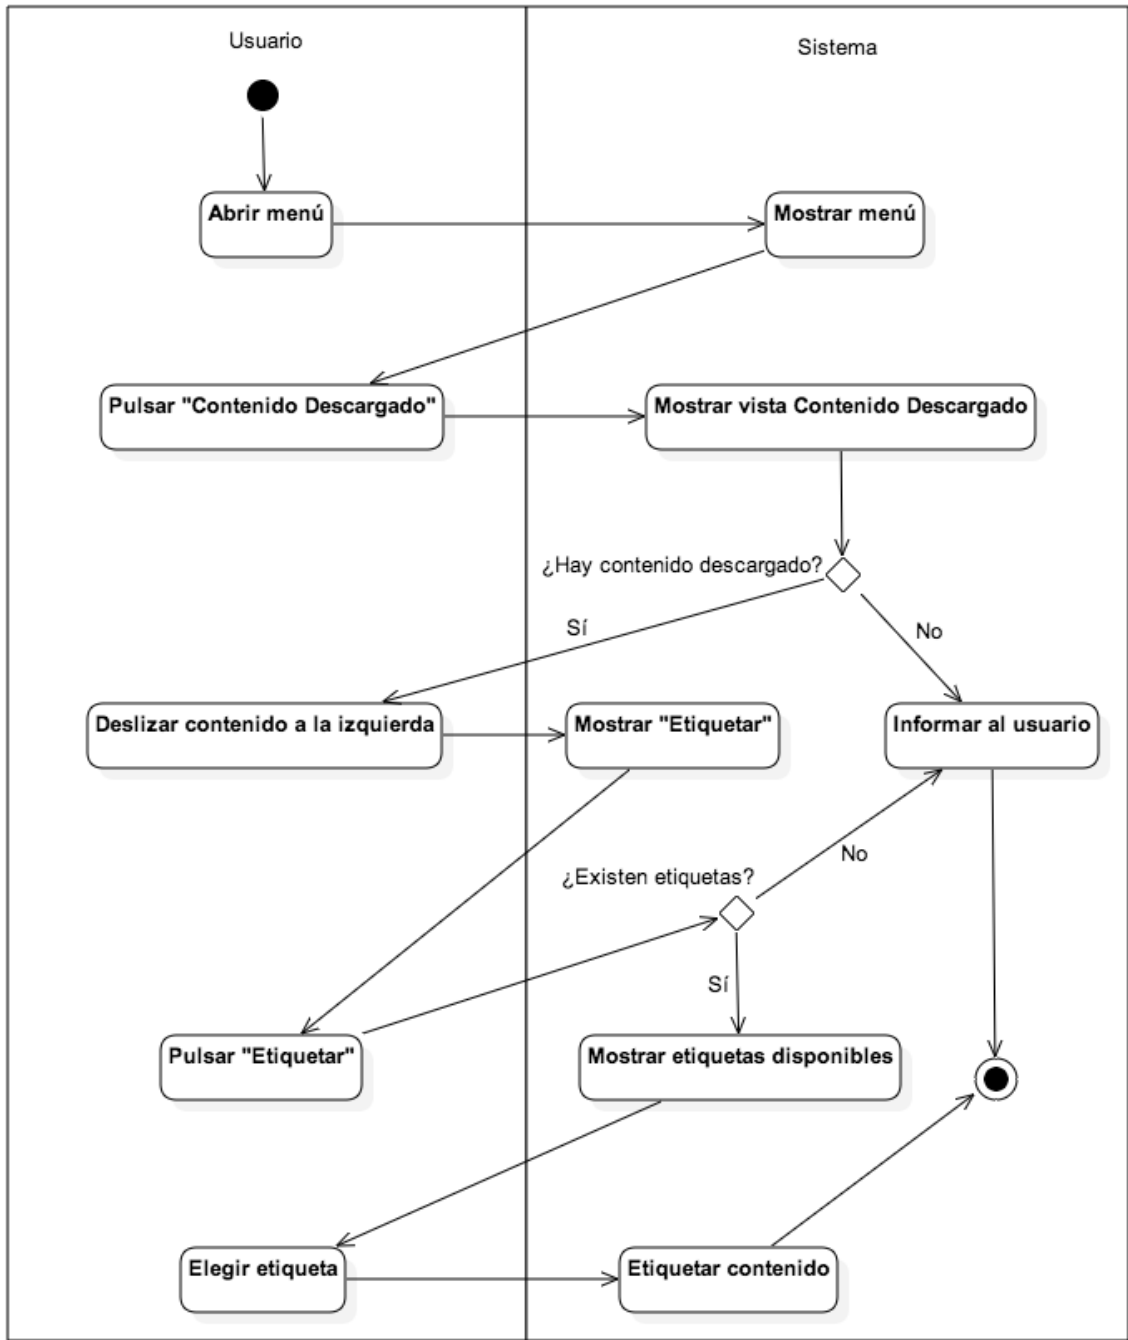 Usuario
Sistema
Abrir menú
Mostrar menú
Pulsar "Contenido Descargado"
Mostrar vista Contenido Descargado
¿Hay contenido descargado?
Sí
No
Deslizar contenido a la izquierda
Mostrar "Etiquetar"
Informar al usuario
No
¿Existen etiquetas?
Sí
Pulsar "Etiquetar"
Mostrar etiquetas disponibles
Elegir etiqueta
Etiquetar contenido